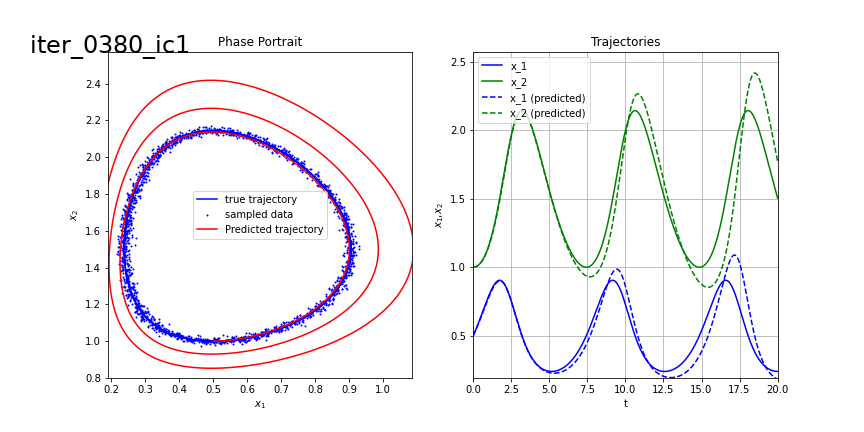 iter_0380_ic1
Phase Portrait
2.4
2.2
2.0
1.8
1.6
1.4
1.2
1.0
0.8
x_2
0.2 0.3 0.4 0.5 0.6 0.7 0.8 0.9 1.0
x_1
true trajectory
sampled data
Predicted trajectory
Trajectories
2.5
2.0
1.5
1.0
0.5
x_1,x_2
0.0 2.5 5.0 7.5 10.0 12.5 15.0 17.5 20.0
t
x_1
x_2
x_1 (predicted)
x_2 (predicted)